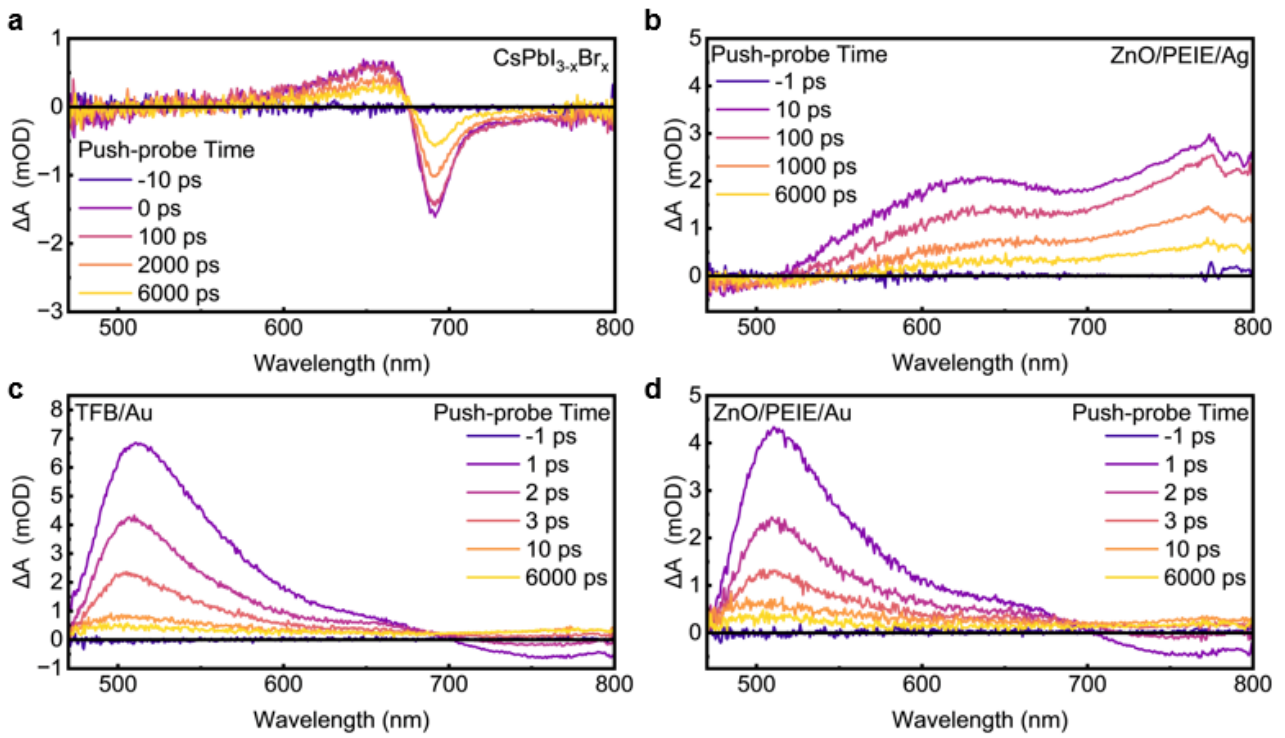 a
CsPbI₃₋ₓBrₓ
Push-probe Time
-10 ps
0 ps
100 ps
2000 ps
6000 ps
ΔA (mOD)
1
0
−1
−2
−3
500 600 700 800
Wavelength (nm)
b
Push-probe Time
ZnO/PEIE/Ag
-1 ps
10 ps
100 ps
1000 ps
6000 ps
ΔA (mOD)
5
4
3
2
1
0
500 600 700 800
Wavelength (nm)
c
TFB/Au
Push-probe Time
-1 ps
1 ps
2 ps
3 ps
10 ps
6000 ps
ΔA (mOD)
8
7
6
5
4
3
2
1
0
−1
500 600 700 800
Wavelength (nm)
d
ZnO/PEIE/Au
Push-probe Time
-1 ps
1 ps
2 ps
3 ps
10 ps
6000 ps
ΔA (mOD)
5
4
3
2
1
0
500 600 700 800
Wavelength (nm)